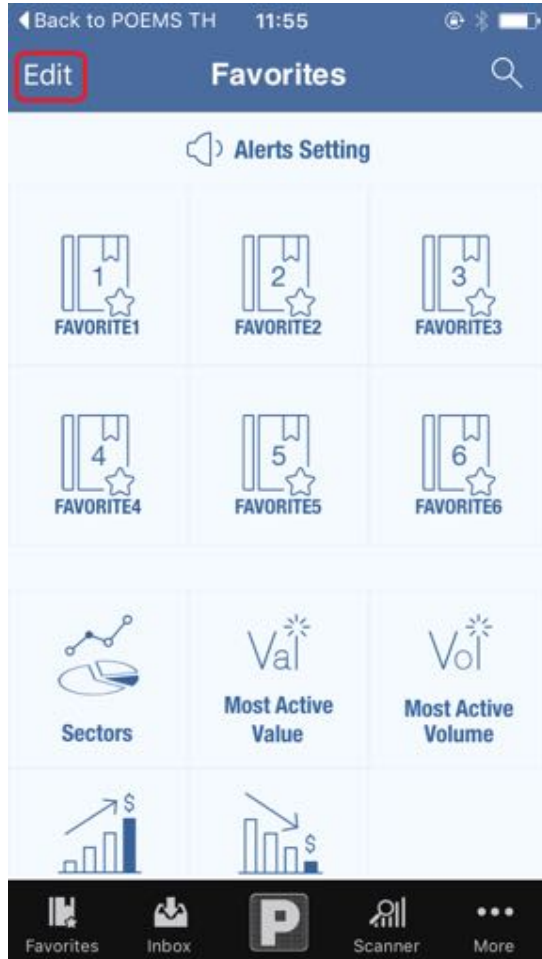 Back to POEMS TH 11:55
Edit Favorites
Alerts Setting
1 2 3
FAVORITE1 FAVORITE2 FAVORITE3
4 5 6
FAVORITE4 FAVORITE5 FAVORITE6
Val Vol
Sectors Most Active Value Most Active Volume
$ $
P
Favorites Inbox Scanner More